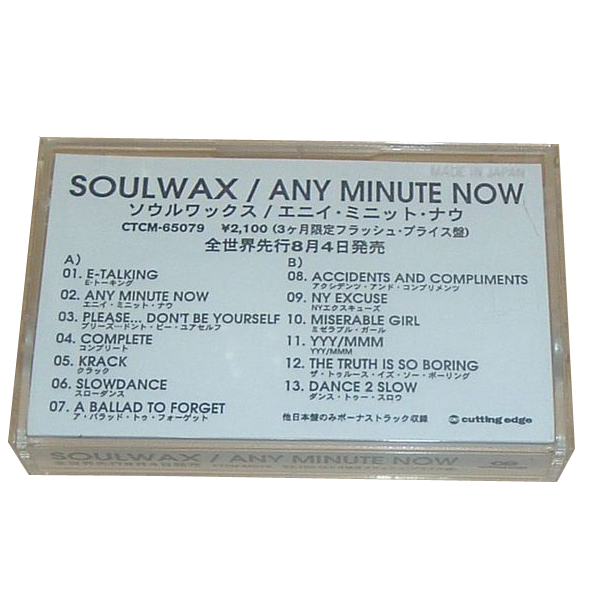 MADE IN JAPAN
SOULWAX / ANY MINUTE NOW
ソウルワックス / エニイ・ミニット・ナウ
CTCM-65079 ¥2,100 (3ヶ月限定フラッシュ・プライス盤)
全世界先行8月4日発売
A)
01. E-TALKING
E-トーキング
02. ANY MINUTE NOW
エニイ・ミニット・ナウ
03. PLEASE... DON'T BE YOURSELF
プリーズ…ドント・ビー・ユアセルフ
04. COMPLETE
コンプリート
05. KRACK
クラック
06. SLOWDANCE
スローダンス
07. A BALLAD TO FORGET
ア・バラッド・トゥ・フォーゲット
B)
08. ACCIDENTS AND COMPLIMENTS
アクシデンツ・アンド・コンプリメンツ
09. NY EXCUSE
NYエクスキューズ
10. MISERABLE GIRL
ミゼラブル・ガール
11. YYY/MMM
YYY/MMM
12. THE TRUTH IS SO BORING
ザ・トゥルース・イズ・ソー・ボーリング
13. DANCE 2 SLOW
ダンス・トゥー・スロウ
他日本盤のみボーナストラック収録
cutting edge
SOULWAX / ANY MINUTE NOW
全世界先行8月4日発売